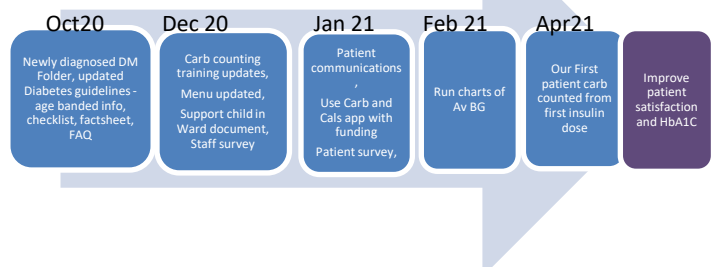 Oct20
Dec 20
Jan 21
Feb 21
Apr21
Newly diagnosed DM
Folder, updated
Diabetes guidelines -
age banded info,
checklist, factsheet,
FAQ
Carb counting
training updates,
Menu updated,
Support child in
Ward document,
Staff survey
Patient
communications
,
Use Carb and
Cals app with
funding
Patient survey,
Run charts of
Av BG
Our First
patient carb
counted from
first insulin
dose
Improve
patient
satisfaction
and HbA1C